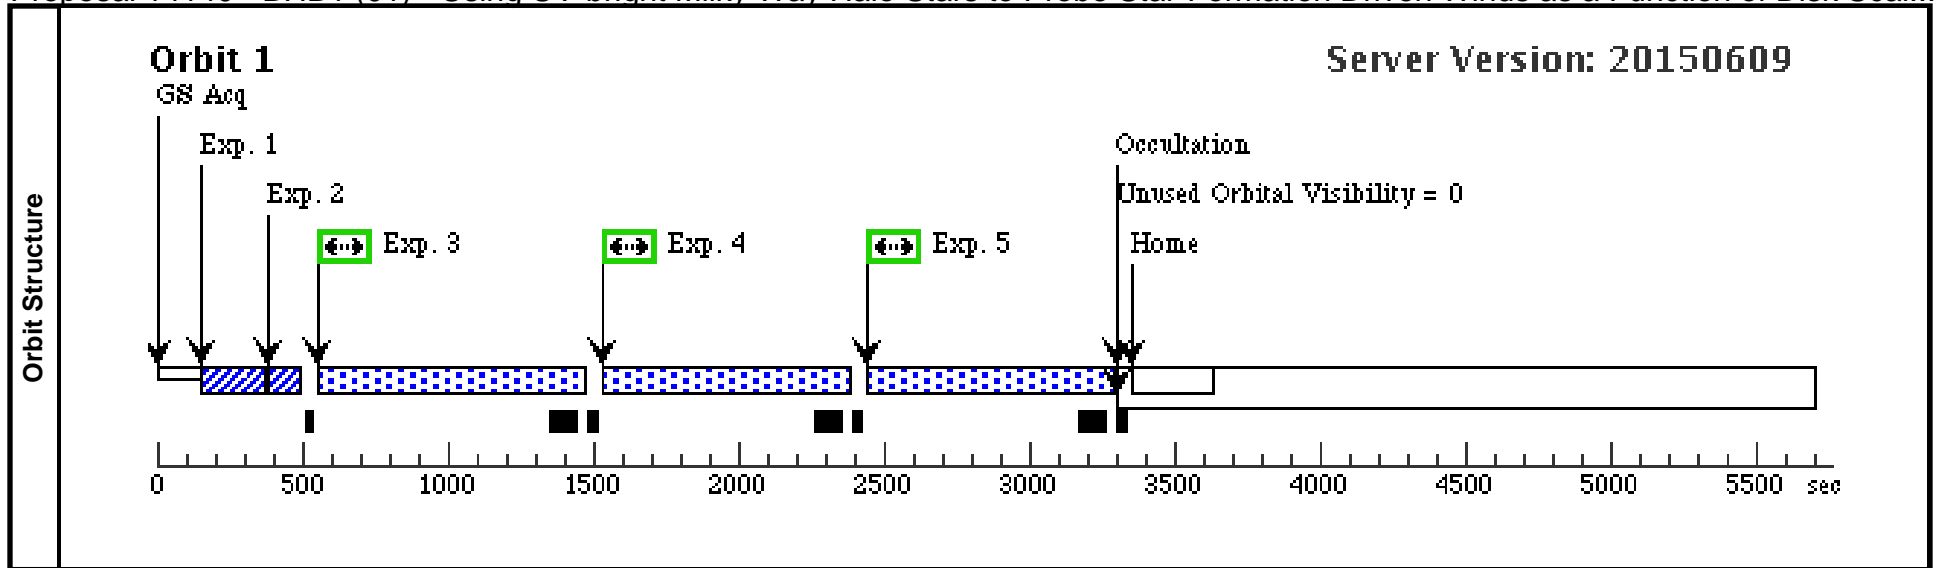 Orbit Structure
Orbit 1
Server Version: 20150609
GS Acq
Exp. 1
Occultation
Exp. 2
Unused Orbital Visibility = 0
Exp. 3
Exp. 4
Exp. 5
Home
0 500 1000 1500 2000 2500 3000 3500 4000 4500 5000 5500 sec